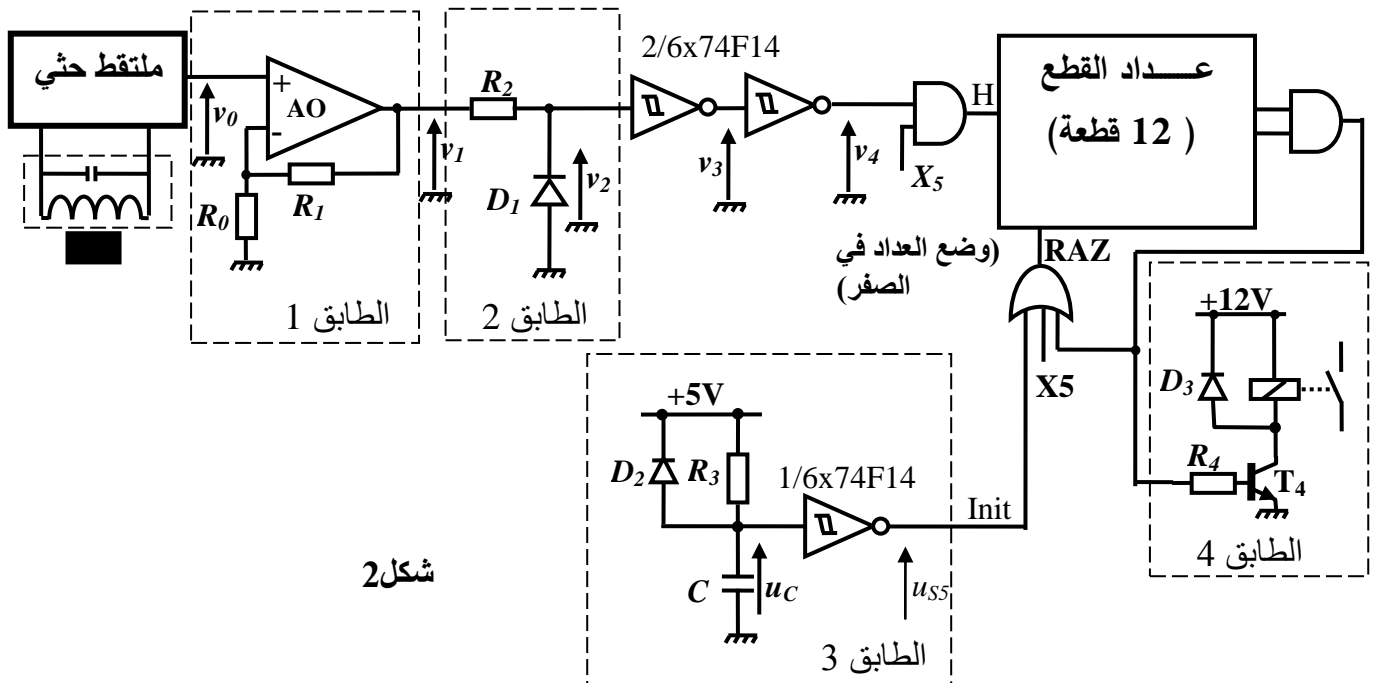 ملتقط حثي
v0
+
AO
-
R1
R0
الطابق 1
v1
R2
D1
v2
الطابق 2
2/6x74F14
v3
v4
X5
H
عـــداد القطع
( 12 قطعة)
RAZ
(وضع العداد في
الصفر)
X5
+5V
D2
R3
1/6x74F14
Init
C
uC
uS5
الطابق 3
+12V
D3
R4
T4
الطابق 4
شكل2